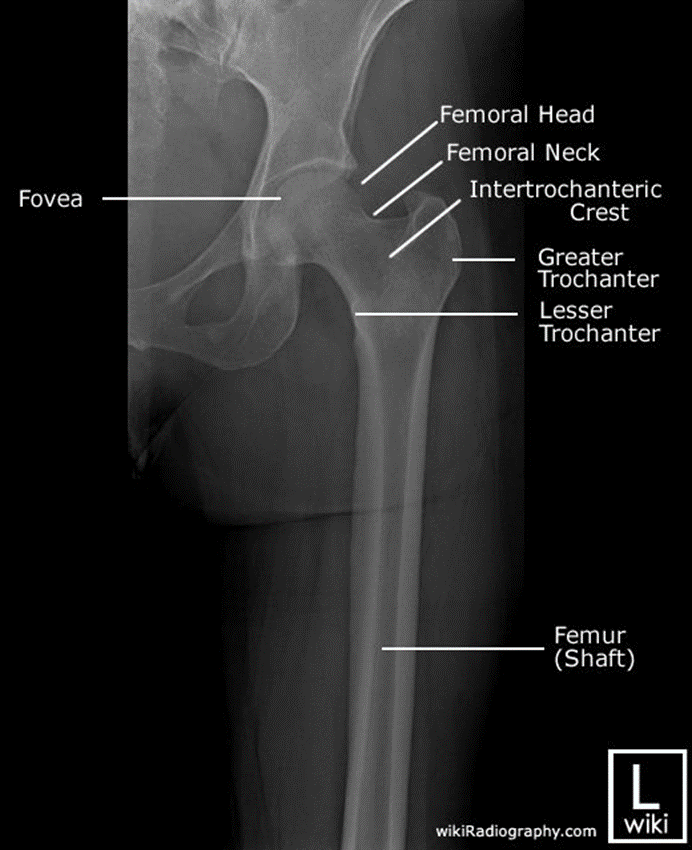 Femoral Head
Femoral Neck
Intertrochanteric
Crest
Fovea
Greater
Trochanter
Lesser
Trochanter
Femur
(Shaft)
L
wiki
wikiRadiography.com